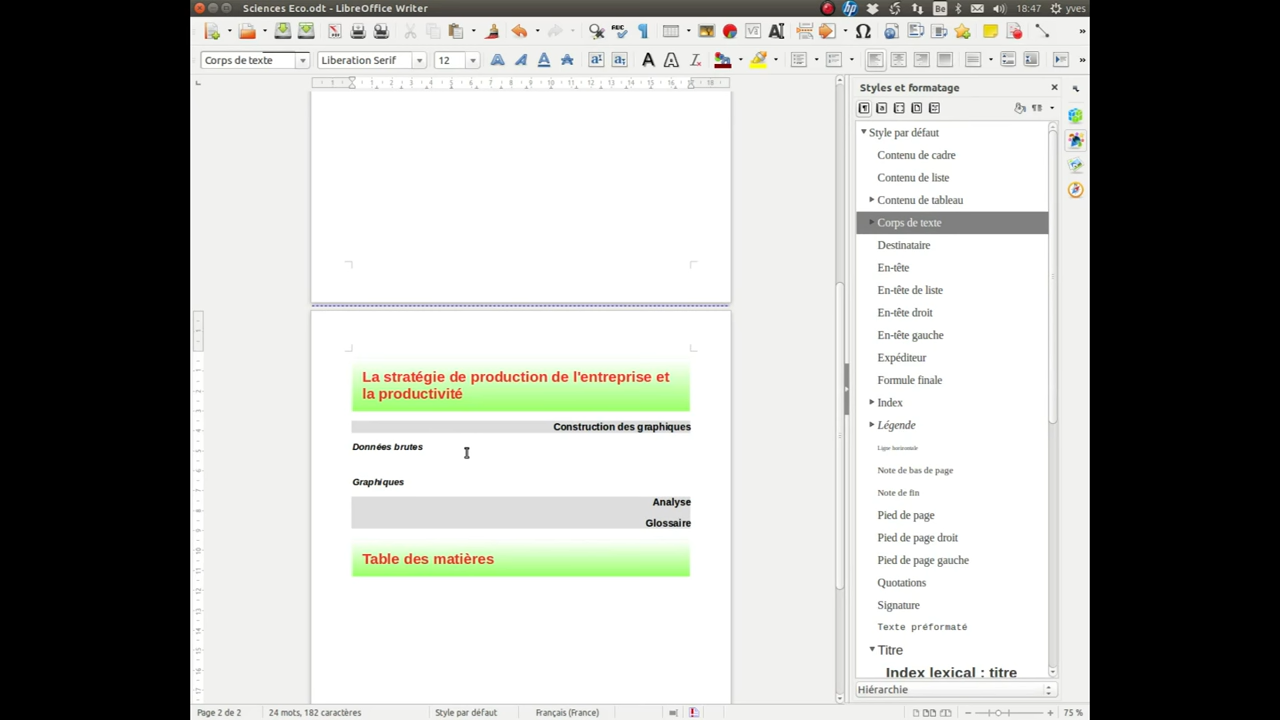 Sciences Eco.odt - LibreOffice Writer
Be
18:47
yves
Corps de texte
Liberation Serif
12
Styles et formatage
Style par défaut
Contenu de cadre
Contenu de liste
Contenu de tableau
Corps de texte
Destinataire
En-tête
En-tête de liste
En-tête droit
En-tête gauche
Expéditeur
Formule finale
Index
Légende
Ligne horizontale
Note de bas de page
Note de fin
Pied de page
Pied de page droit
Pied de page gauche
Quotations
Signature
Texte préformaté
Titre
Index lexical : titre
Hiérarchie
La stratégie de production de l'entreprise et
la productivité
Construction des graphiques
Données brutes
Graphiques
Analyse
Glossaire
Table des matières
Page 2 de 2
24 mots, 182 caractères
Style par défaut
Français (France)
75 %